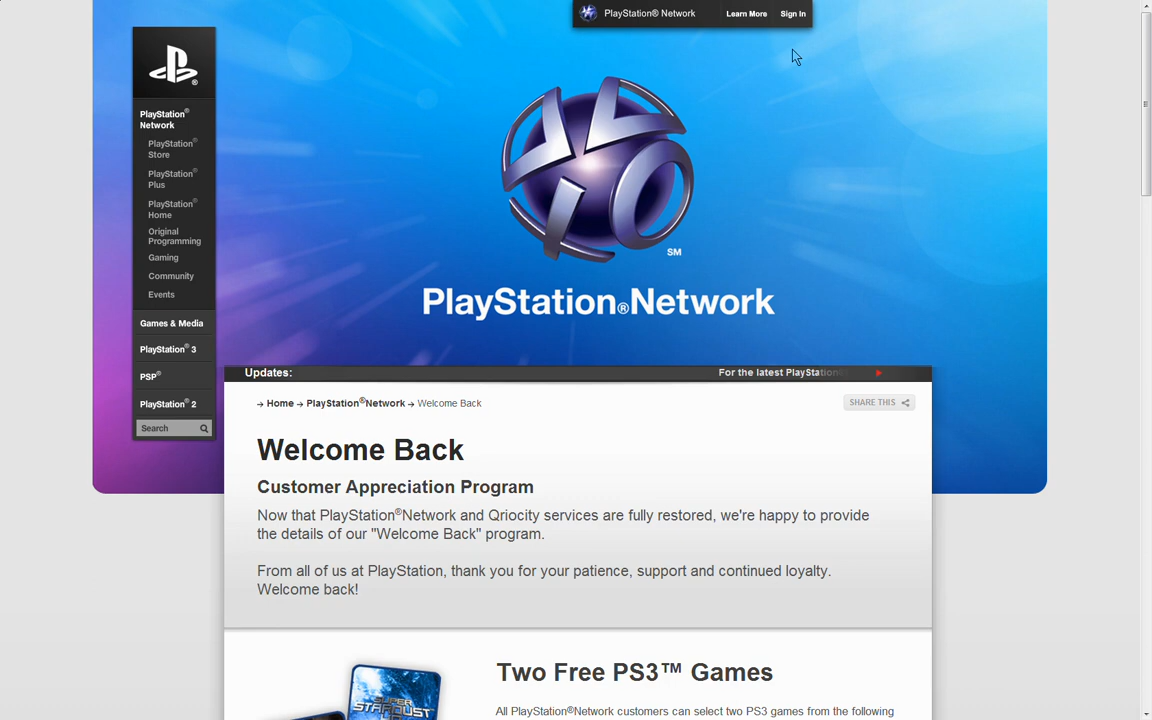 PlayStation® Network Learn More Sign In
PlayStation®
Network
PlayStation®
Store
PlayStation®
Plus
PlayStation®
Home
Original
Programming
Gaming
Community
Events
Games & Media
PlayStation® 3
PSP®
PlayStation® 2
Search
SM
PlayStation®Network
Updates: For the latest PlayStation®
→ Home → PlayStation®Network → Welcome Back
SHARE THIS
Welcome Back
Customer Appreciation Program
Now that PlayStation®Network and Qriocity services are fully restored, we're happy to provide
the details of our "Welcome Back" program.
From all of us at PlayStation, thank you for your patience, support and continued loyalty.
Welcome back!
Two Free PS3™ Games
SUPER
STARDUST
All PlayStation®Network customers can select two PS3 games from the following